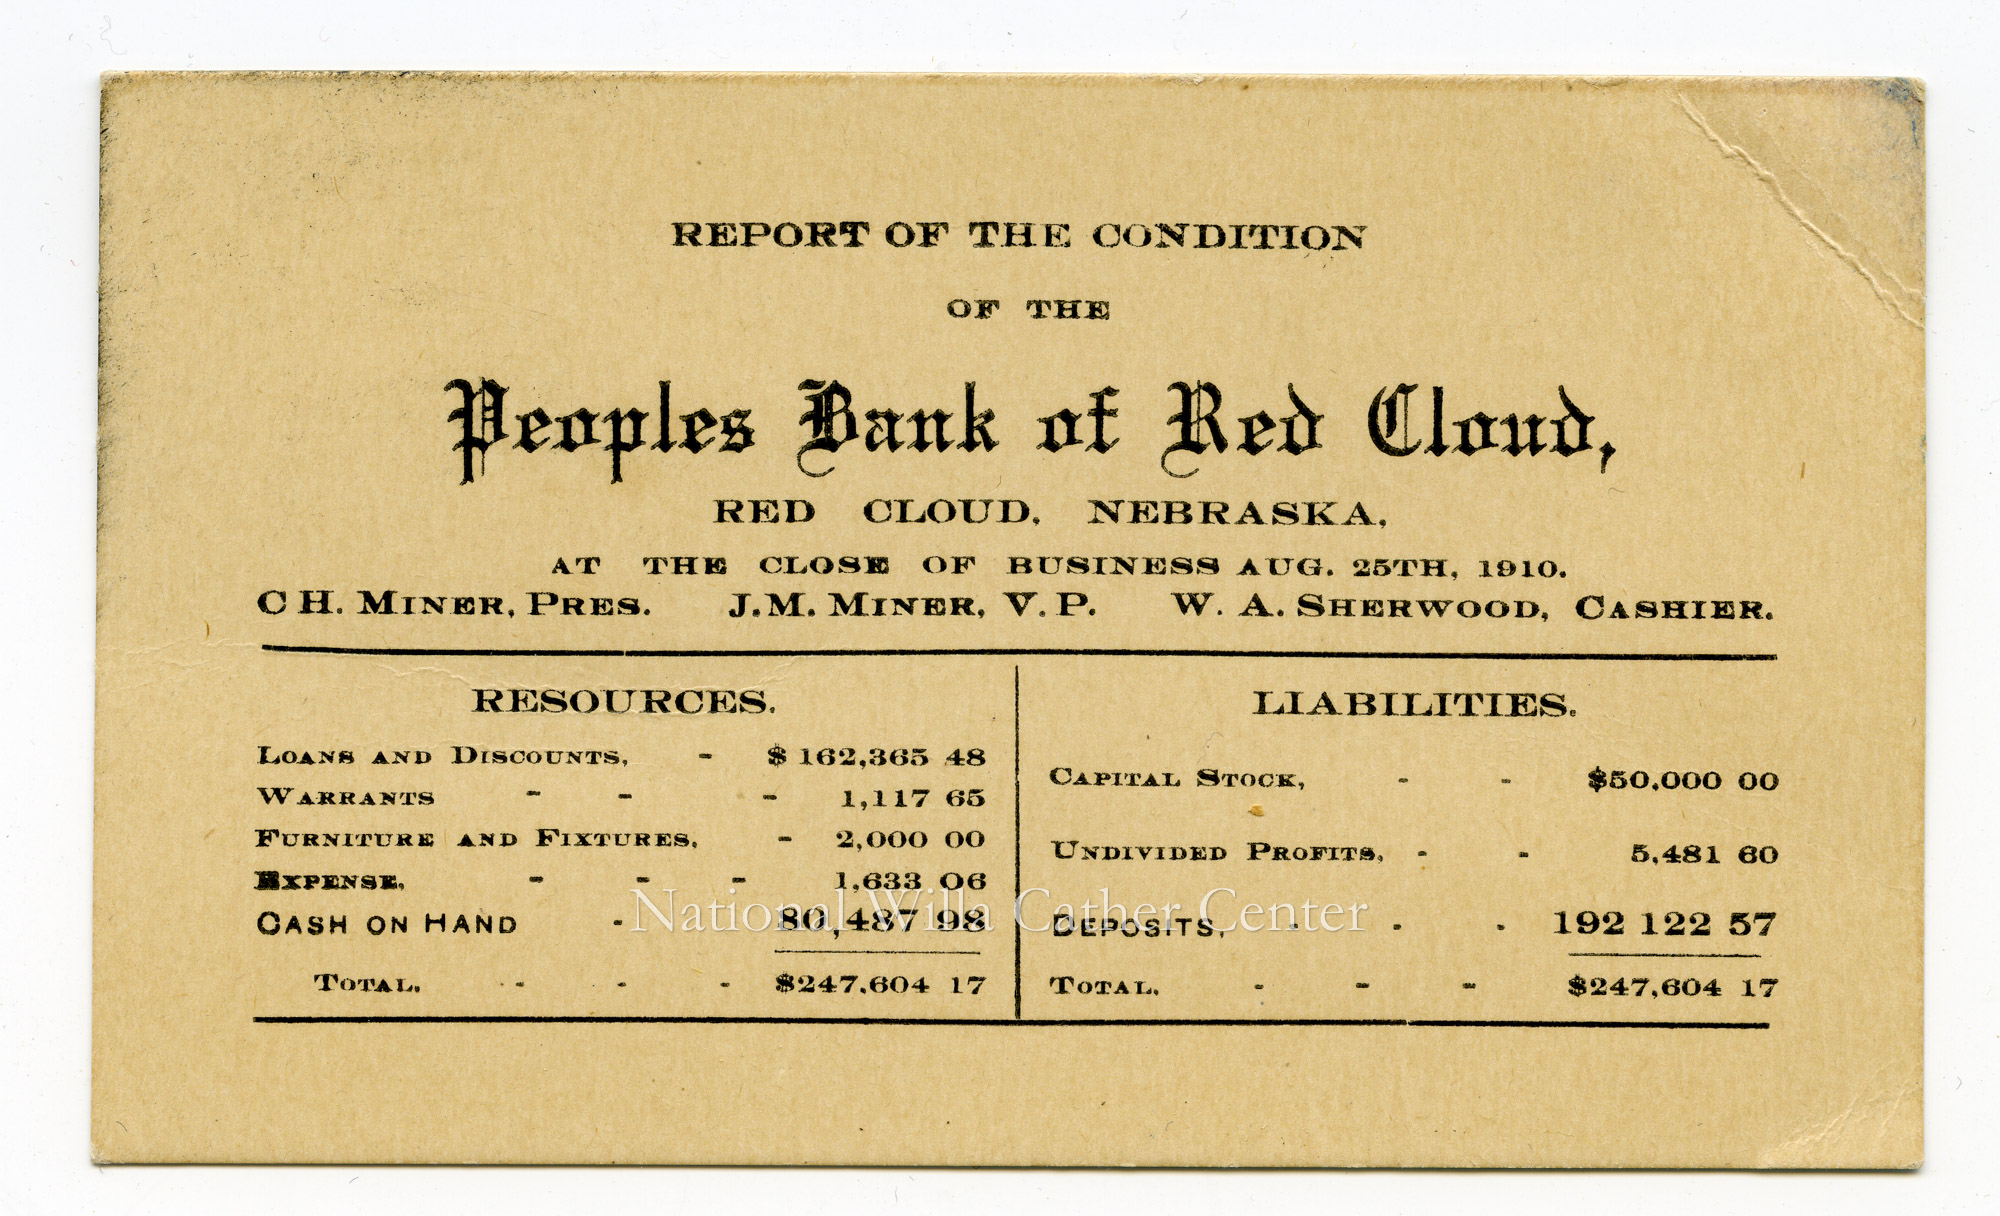 REPORT OF THE CONDITION
OF THE
Peoples Bank of Red Cloud,
RED CLOUD, NEBRASKA,
AT THE CLOSE OF BUSINESS AUG. 25TH, 1910.
C H. MINER, PRES. J.M. MINER, V.P. W. A. SHERWOOD, CASHIER.
RESOURCES.
LOANS AND DISCOUNTS, - $ 162,365 48
WARRANTS - - - 1,117 65
FURNITURE AND FIXTURES, - 2,000 00
EXPENSE, - - - 1,633 06
CASH ON HAND - 80,487 98
TOTAL, - - - $247,604 17
LIABILITIES.
CAPITAL STOCK, - - $50,000 00
UNDIVIDED PROFITS, - - 5,481 60
DEPOSITS, - - - 192 122 57
TOTAL, - - - $247,604 17
National Willa Cather Center